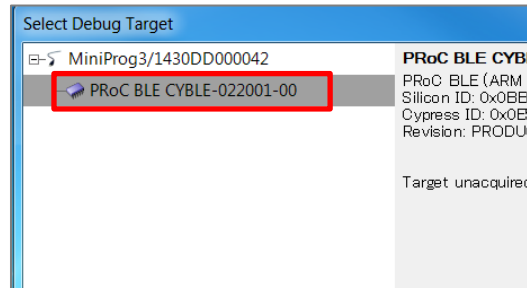 Select Debug Target
MiniProg3/1430DD000042
PRoC BLE CYBLE-022001-00
PRoC BLE CYB
PRoC BLE (ARM
Silicon ID: 0x0BB
Cypress ID: 0x0E
Revision: PRODU
Target unacquired